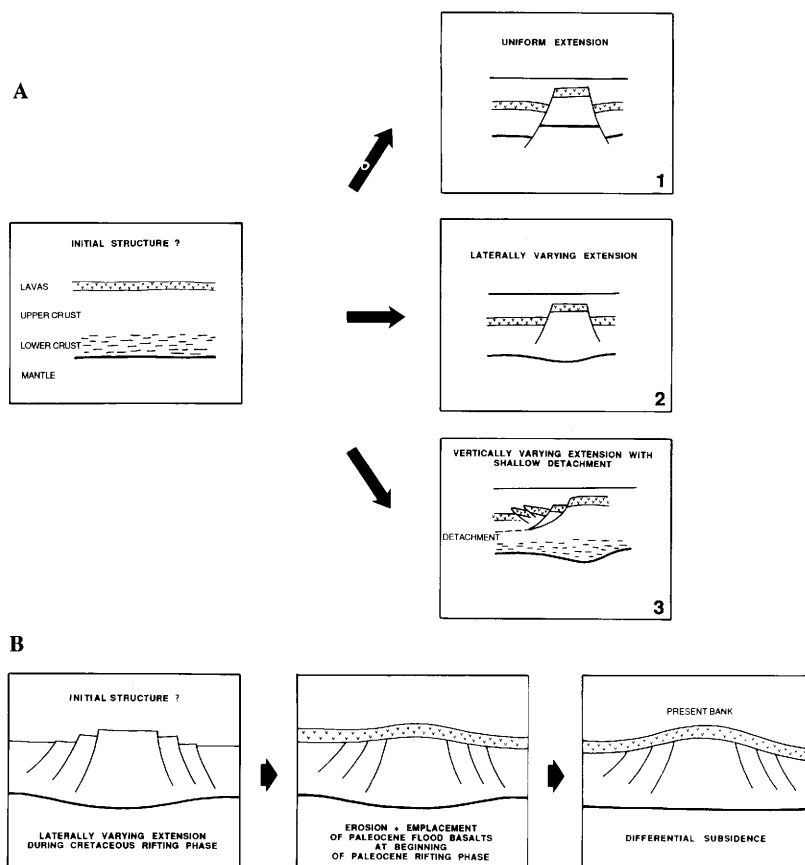 A
UNIFORM EXTENSION
1
INITIAL STRUCTURE ?
LAVAS
UPPER CRUST
LOWER CRUST
MANTLE
LATERALLY VARYING EXTENSION
2
VERTICALLY VARYING EXTENSION WITH
SHALLOW DETACHMENT
DETACHMENT
3
B
INITIAL STRUCTURE ?
LATERALLY VARYING EXTENSION
DURING CRETACEOUS RIFTING PHASE
EROSION + EMPLACEMENT
OF PALEOCENE FLOOD BASALTS
AT BEGINNING
OF PALEOCENE RIFTING PHASE
PRESENT BANK
DIFFERENTIAL SUBSIDENCE